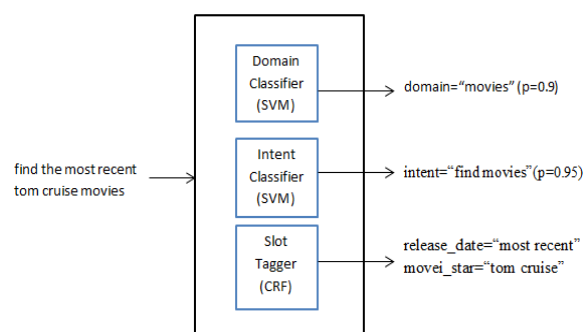 find the most recent
tom cruise movies
Domain
Classifier
(SVM)
domain=“movies” (p=0.9)
Intent
Classifier
(SVM)
intent=“find movies”(p=0.95)
Slot
Tagger
(CRF)
release_date=“most recent”
movei_star=“tom cruise”